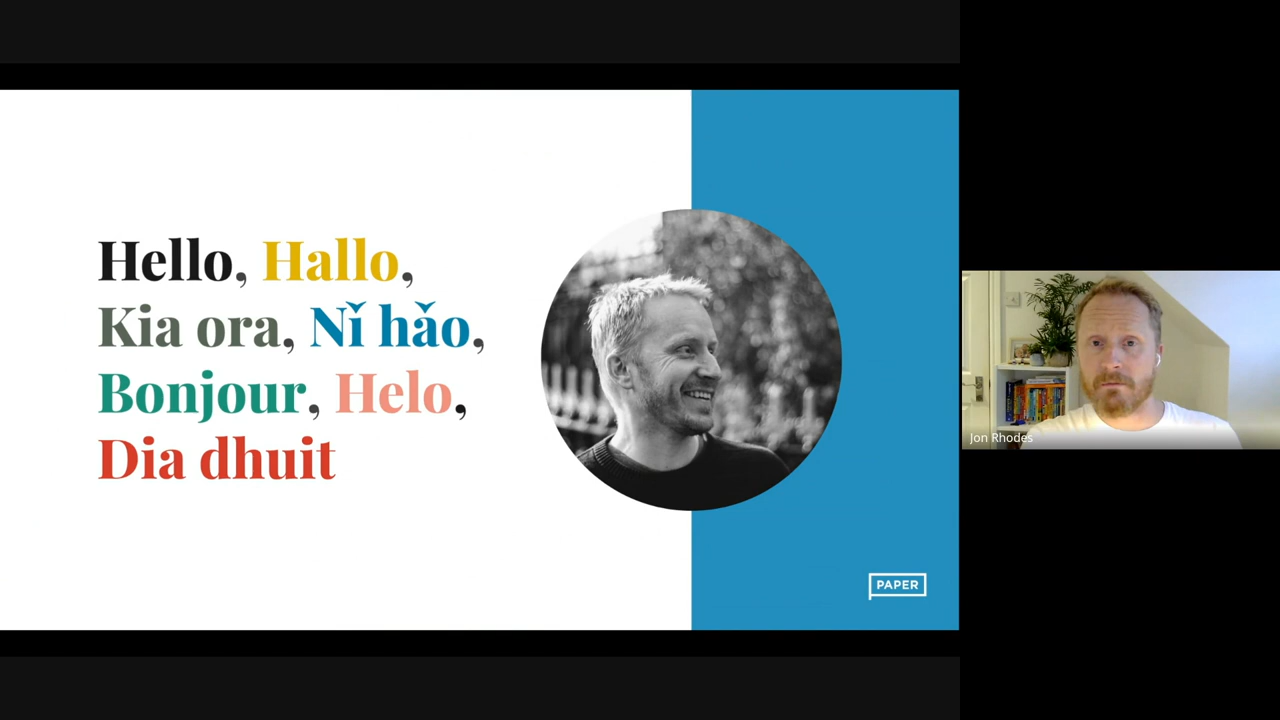 Hello, Hallo,
Kia ora, Nǐ hǎo,
Bonjour, Helo,
Dia dhuit
PAPER
Jon Rhodes